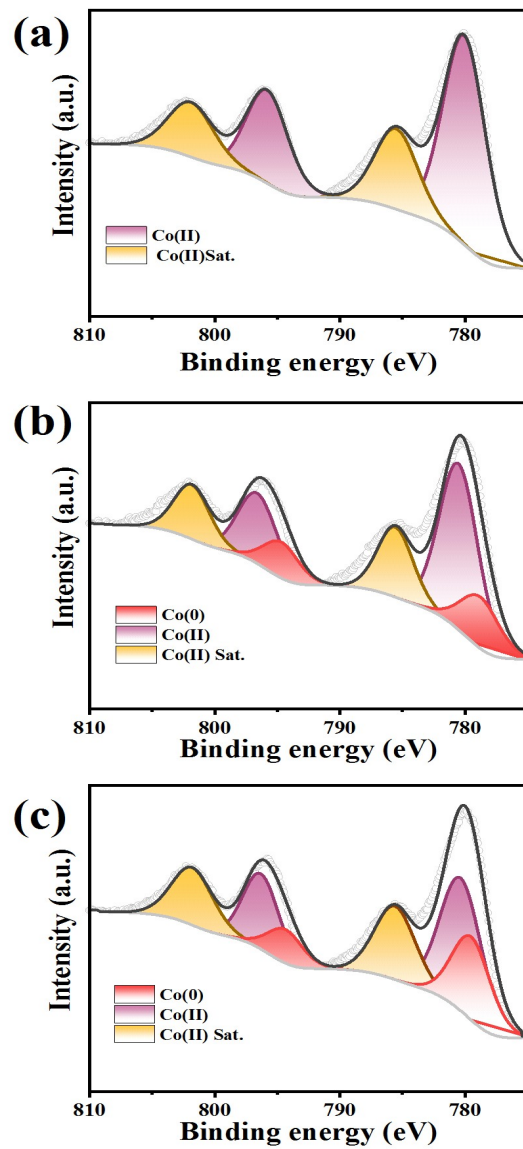 (a)
Intensity (a.u.)
Co(II)
Co(II)Sat.
810 800 790 780
Binding energy (eV)
(b)
Intensity (a.u.)
Co(0)
Co(II)
Co(II) Sat.
810 800 790 780
Binding energy (eV)
(c)
Intensity (a.u.)
Co(0)
Co(II)
Co(II) Sat.
810 800 790 780
Binding energy (eV)